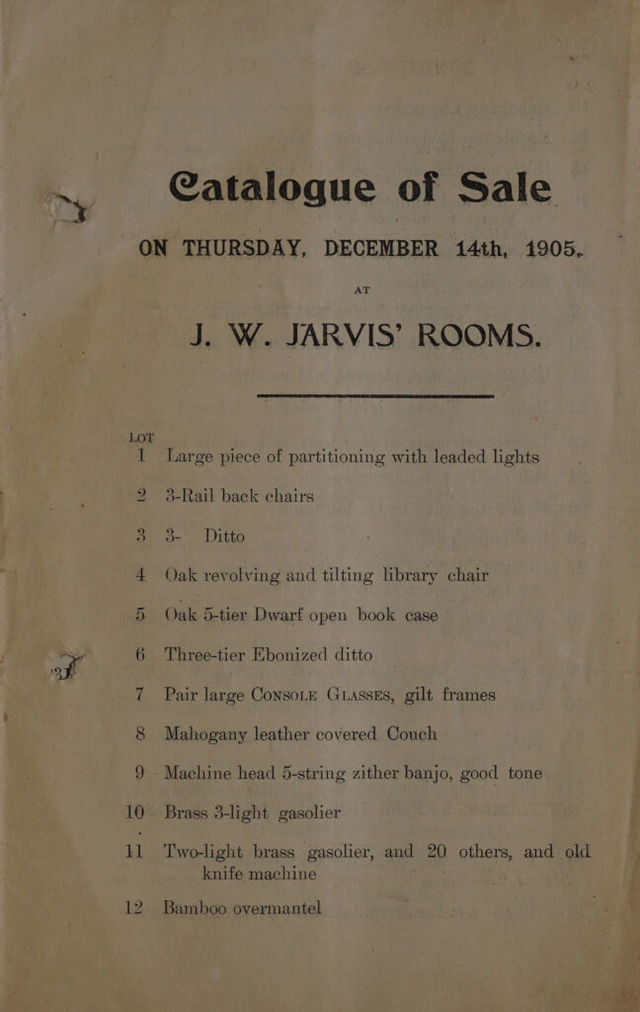 Catalogue of Sale
ON THURSDAY, DECEMBER 14th, 1905,
AT
J. W. JARVIS' ROOMS.
LOT
1 Large piece of partitioning with leaded lights
2 3-Rail back chairs
3 3- Ditto
4 Oak revolving and tilting library chair
5 Oak 5-tier Dwarf open book case
6 Three-tier Ebonized ditto
7 Pair large Console Glasses, gilt frames
8 Mahogany leather covered Couch
9 Machine head 5-string zither banjo, good tone
10 Brass 3-light gasolier
11 Two-light brass gasolier, and 20 others, and old
knife machine
12 Bamboo overmantel